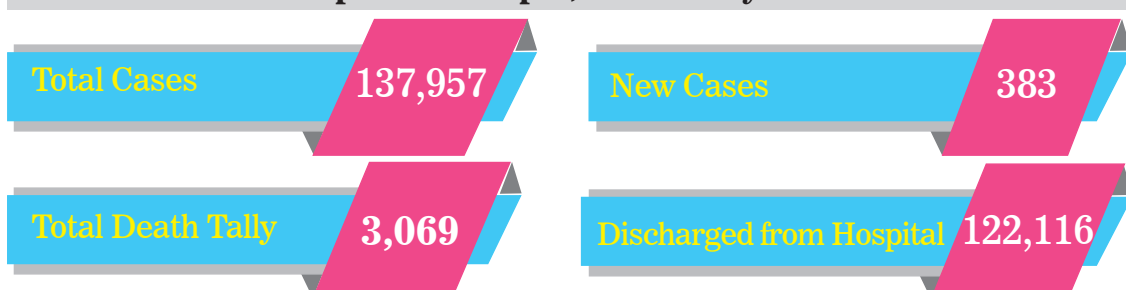 Total Cases 137,957
New Cases 383
Total Death Tally 3,069
Discharged from Hospital 122,116